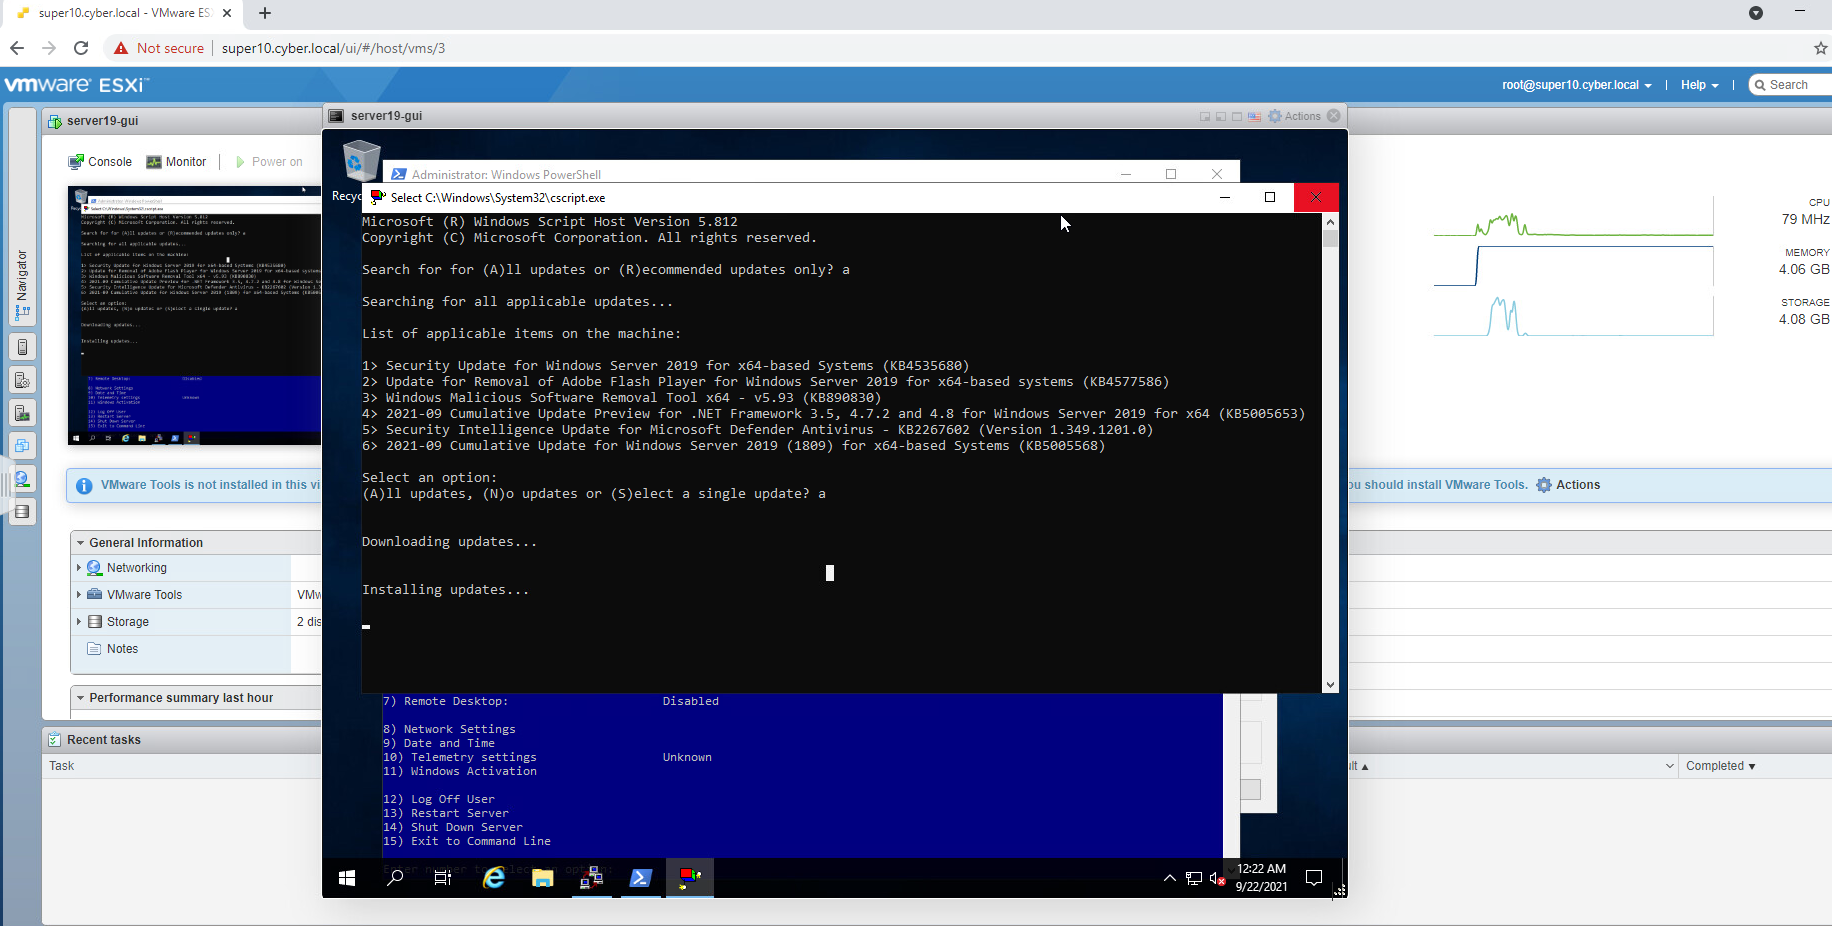 super10.cyber.local - VMware ES
Not secure
super10.cyber.local/ui/#/host/vms/3
vmware ESXi™
root@super10.cyber.local
Help
Search
Navigator
server19-gui
Console
Monitor
Power on
VMware Tools is not installed in this vi
General Information
Networking
VMware Tools
VMw
Storage
2 dis
Notes
Performance summary last hour
Recent tasks
Task
server19-gui
Actions
Recyc
Administrator: Windows PowerShell
Select C:\Windows\System32\cscript.exe
Microsoft (R) Windows Script Host Version 5.812
Copyright (C) Microsoft Corporation. All rights reserved.
Search for for (A)ll updates or (R)ecommended updates only? a
Searching for all applicable updates...
List of applicable items on the machine:
1> Security Update for Windows Server 2019 for x64-based Systems (KB4535680)
2> Update for Removal of Adobe Flash Player for Windows Server 2019 for x64-based systems (KB4577586)
3> Windows Malicious Software Removal Tool x64 - v5.93 (KB890830)
4> 2021-09 Cumulative Update Preview for .NET Framework 3.5, 4.7.2 and 4.8 for Windows Server 2019 for x64 (KB5005653)
5> Security Intelligence Update for Microsoft Defender Antivirus - KB2267602 (Version 1.349.1201.0)
6> 2021-09 Cumulative Update for Windows Server 2019 (1809) for x64-based Systems (KB5005568)
Select an option:
(A)ll updates, (N)o updates or (S)elect a single update? a
Downloading updates...
Installing updates...
7) Remote Desktop: Disabled
8) Network Settings
9) Date and Time
10) Telemetry settings Unknown
11) Windows Activation
12) Log Off User
13) Restart Server
14) Shut Down Server
15) Exit to Command Line
Enter number to select an option:
12:22 AM
9/22/2021
CPU
79 MHz
MEMORY
4.06 GB
STORAGE
4.08 GB
ou should install VMware Tools.
Actions
ult ▲
Completed ▼